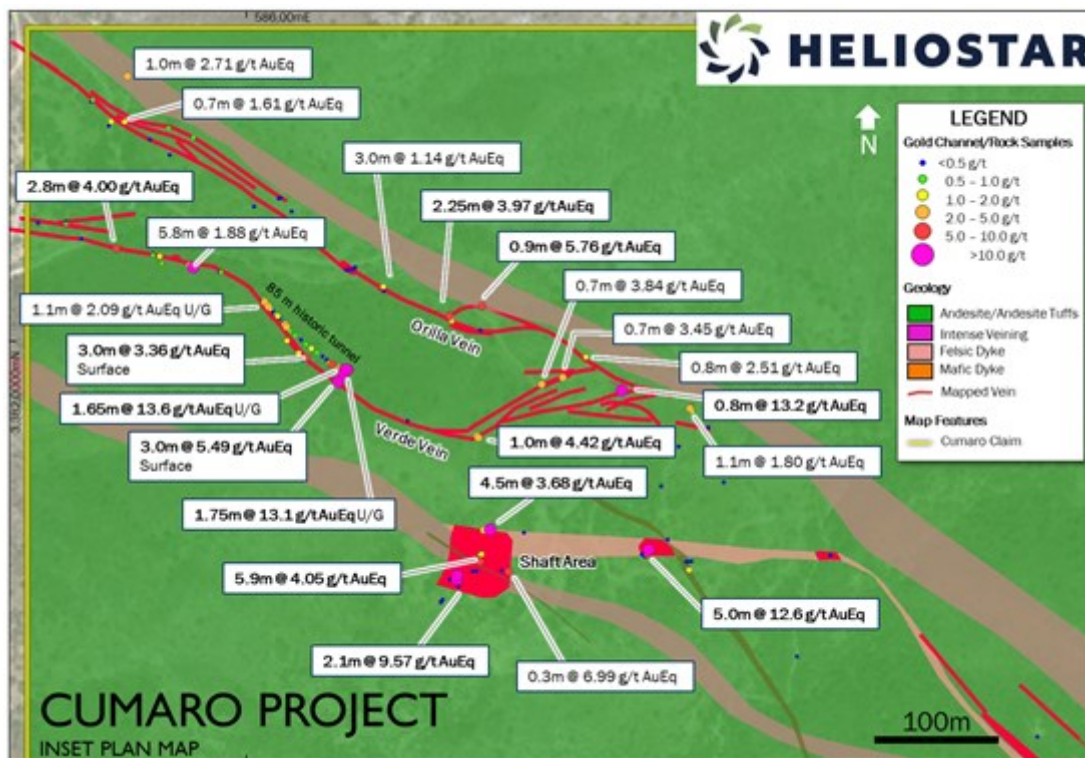 586,00mE
HELIOSTAR
1.0m @ 2.71 g/t AuEq
0.7m @ 1.61 g/t AuEq
N
LEGEND
Gold Channel/Rock Samples
<0.5 g/t
0.5 - 1.0 g/t
1.0 - 2.0 g/t
2.0 - 5.0 g/t
5.0 - 10.0 g/t
>10.0 g/t
Geology
Andesite/Andesite Tuffs
Intense Veining
Felsic Dyke
Mafic Dyke
Mapped Vein
Map Features
Cumaro Claim
3.0m @ 1.14 g/t AuEq
2.8m @ 4.00 g/t AuEq
2.25m @ 3.97 g/t AuEq
5.8m @ 1.88 g/t AuEq
0.9m @ 5.76 g/t AuEq
0.7m @ 3.84 g/t AuEq
1.1m @ 2.09 g/t AuEq U/G
85 m historic tunnel
Orilla Vein
0.7m @ 3.45 g/t AuEq
3.0m @ 3.36 g/t AuEq
Surface
0.8m @ 2.51 g/t AuEq
1.65m @ 13.6 g/t AuEq U/G
0.8m @ 13.2 g/t AuEq
3.0m @ 5.49 g/t AuEq
Surface
Verde Vein
1.0m @ 4.42 g/t AuEq
1.1m @ 1.80 g/t AuEq
4.5m @ 3.68 g/t AuEq
1.75m @ 13.1 g/t AuEq U/G
Shaft Area
5.9m @ 4.05 g/t AuEq
5.0m @ 12.6 g/t AuEq
2.1m @ 9.57 g/t AuEq
0.3m @ 6.99 g/t AuEq
CUMARO PROJECT
INSET PLAN MAP
100m